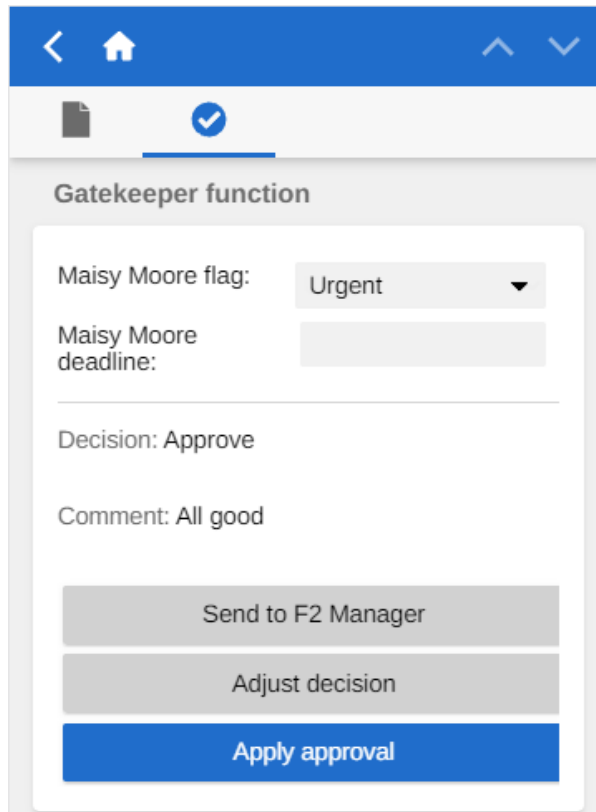 Gatekeeper function
Maisy Moore flag:
Urgent
Maisy Moore
deadline:
Decision: Approve
Comment: All good
Send to F2 Manager
Adjust decision
Apply approval